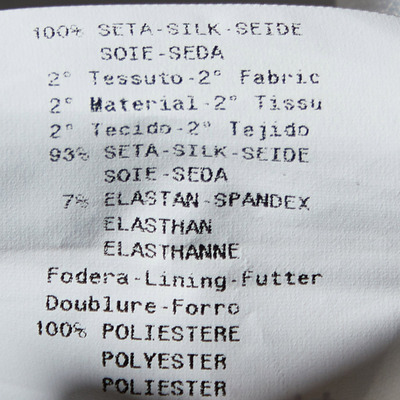 100% SETA-SILK-SEIDE
SOIE-SEDA
2° Tessuto-2° Fabric
2° Material-2° Tissu
2° Tecido-2° Tejido
93% SETA-SILK-SEIDE
SOIE-SEDA
7% ELASTAN-SPANDEX
ELASTHAN
ELASTHANNE
Fodera-Lining-Futter
Doublure-Forro
100% POLIESTERE
POLYESTER
POLIESTER